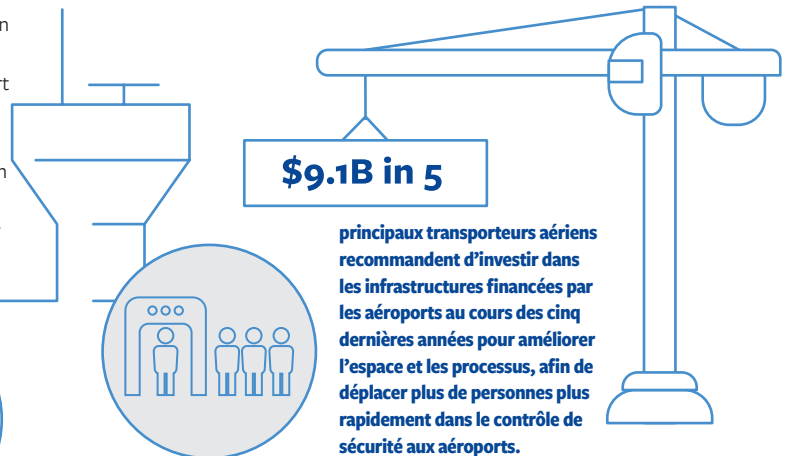 n
rt
n
$9.1B in 5
principaux transporteurs aériens
recommandent d’investir dans
les infrastructures financées par
les aéroports au cours des cinq
dernières années pour améliorer
l’espace et les processus, afin de
déplacer plus de personnes plus
rapidement dans le contrôle de
sécurité aux aéroports.